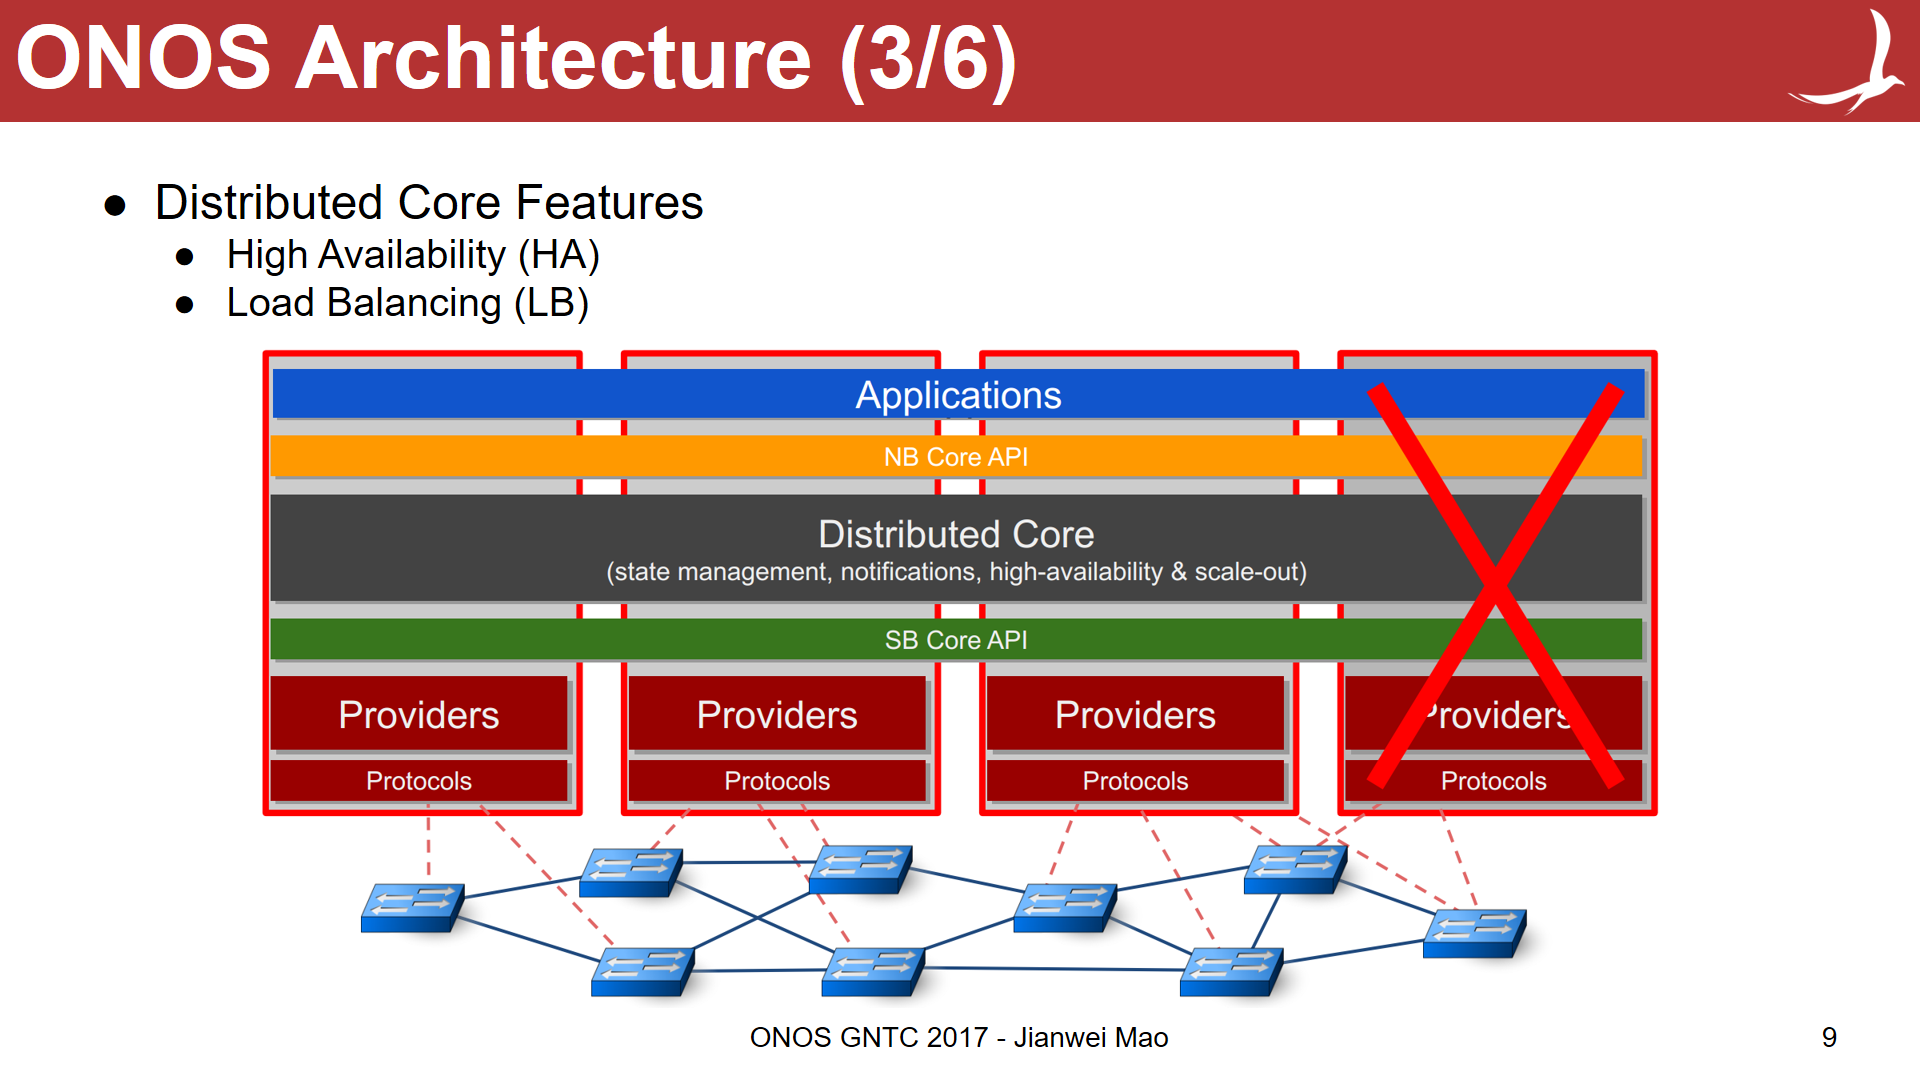 ONOS Architecture (3/6)
● Distributed Core Features
● High Availability (HA)
● Load Balancing (LB)
Applications
NB Core API
Distributed Core
(state management, notifications, high-availability & scale-out)
SB Core API
Providers Providers Providers Providers
Protocols Protocols Protocols Protocols
ONOS GNTC 2017 - Jianwei Mao
9